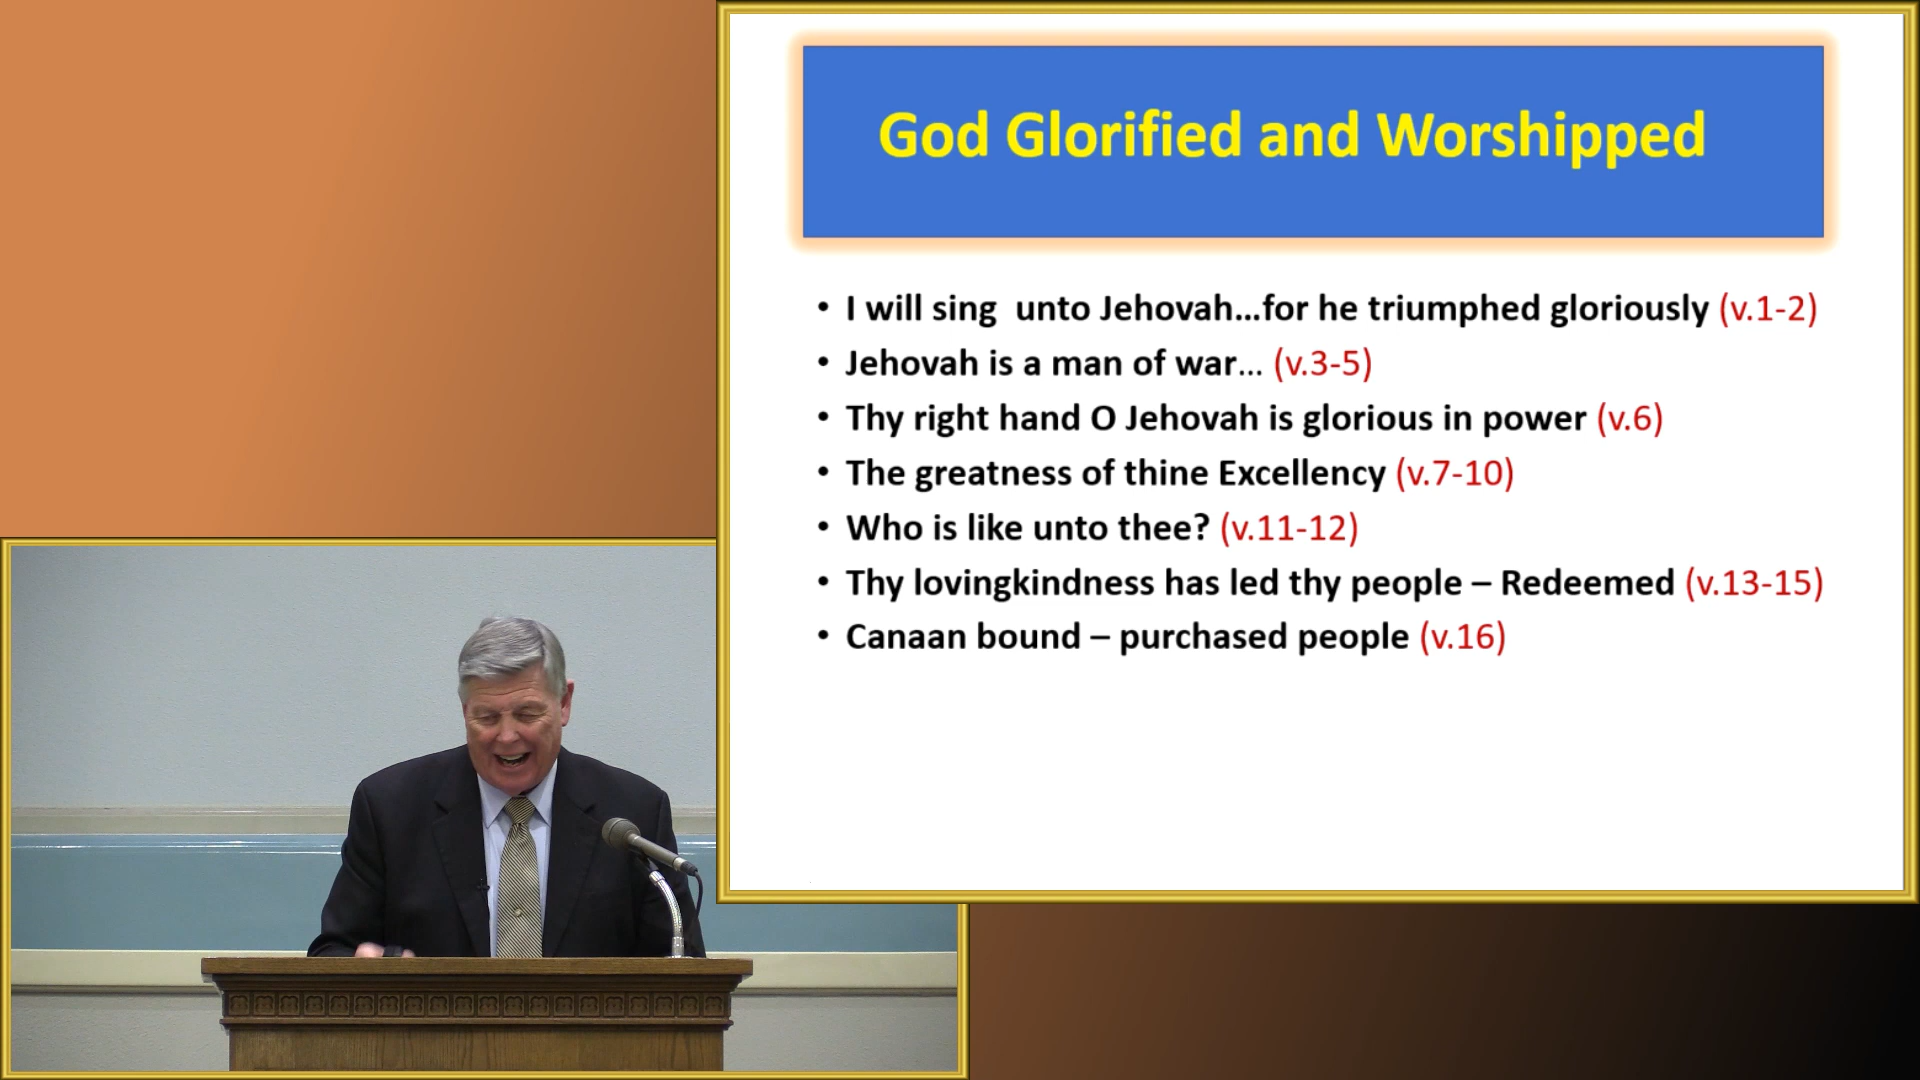 God Glorified and Worshipped
• I will sing  unto Jehovah...for he triumphed gloriously (v.1-2)
• Jehovah is a man of war... (v.3-5)
• Thy right hand O Jehovah is glorious in power (v.6)
• The greatness of thine Excellency (v.7-10)
• Who is like unto thee? (v.11-12)
• Thy lovingkindness has led thy people – Redeemed (v.13-15)
• Canaan bound – purchased people (v.16)